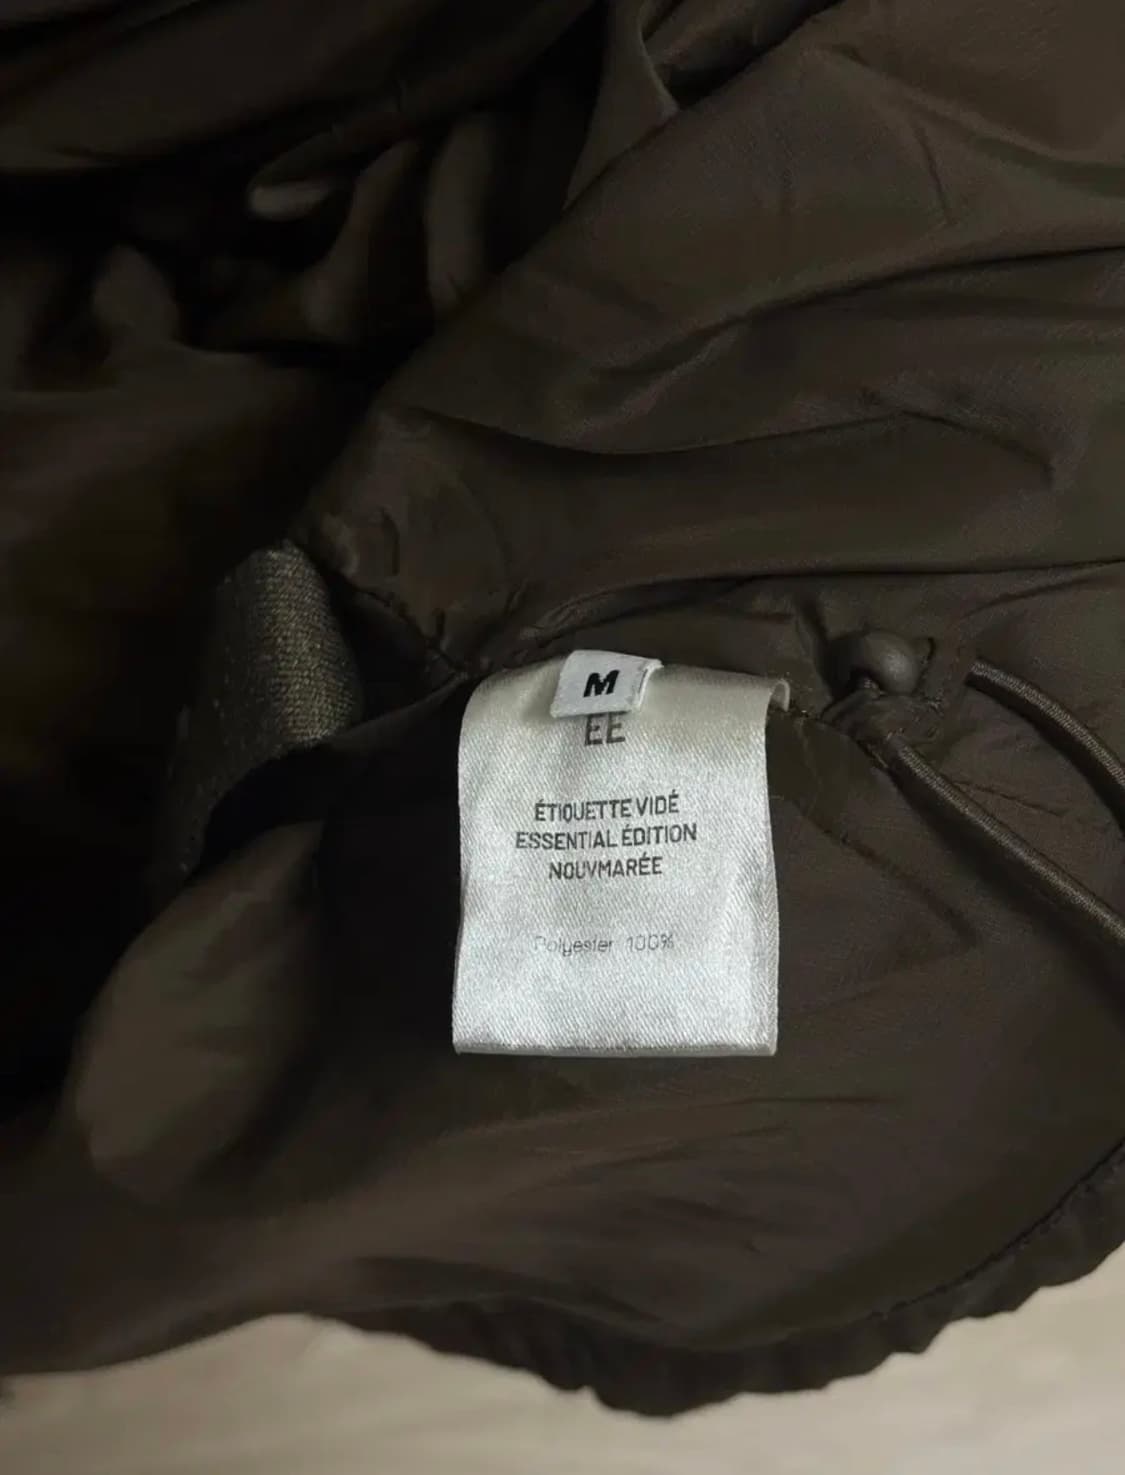 M
EE
ÉTIQUETTE VIDÉ
ESSENTIAL ÉDITION
NOUVMARÉE
Polyester 100%